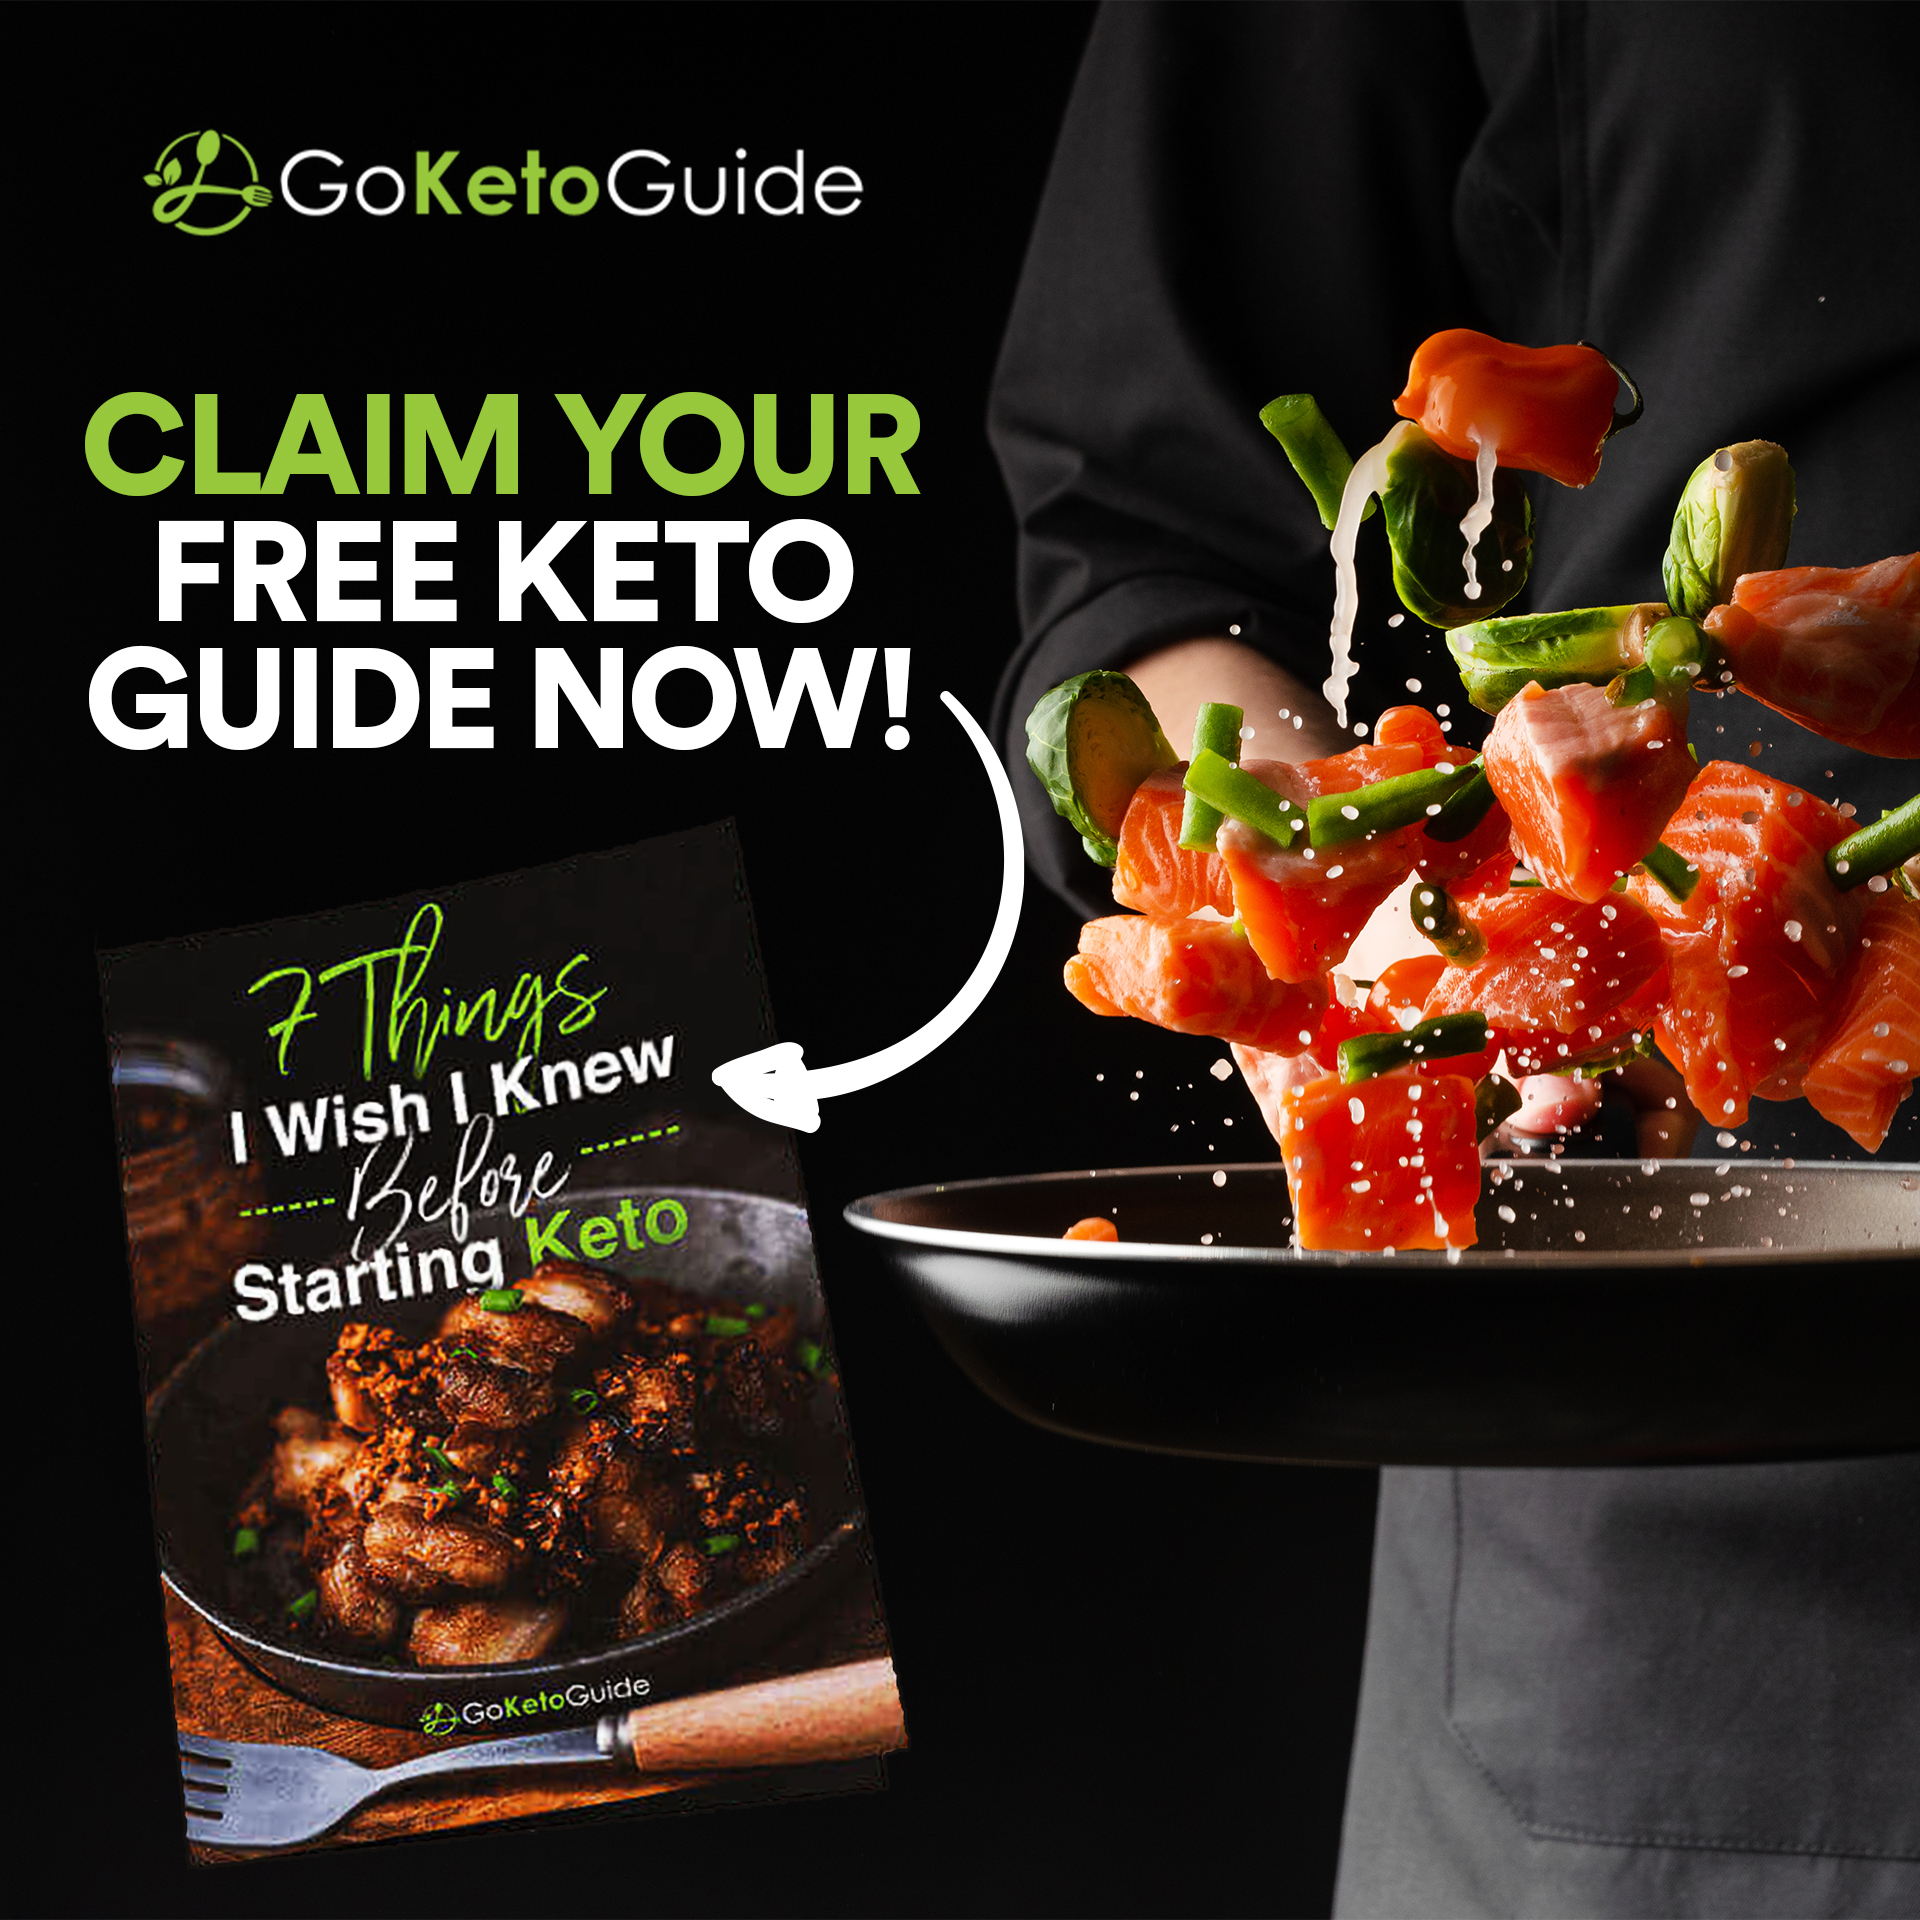 GoKetoGuide
CLAIM YOUR
FREE KETO
GUIDE NOW!
7 Things
I Wish I Knew
Before
Starting Keto
GoKetoGuide